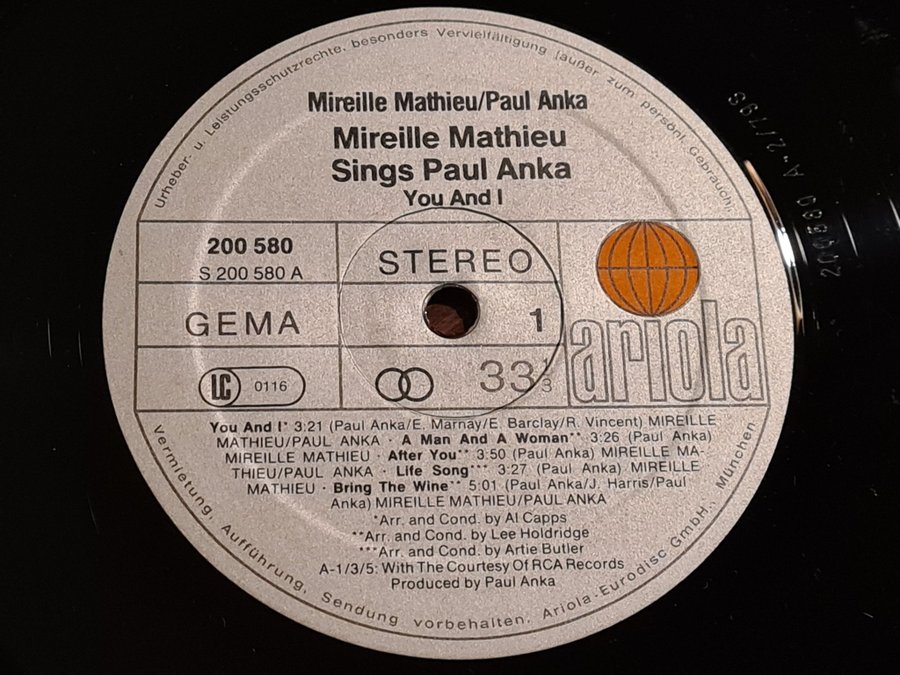 Urheber- u. Leistungsschutzrechte, besonders Vervielfältigung (außer zum persönl. Gebrauch),
Mireille Mathieu/Paul Anka
Mireille Mathieu
Sings Paul Anka
You And I
200 580
S 200 580 A
STEREO
GEMA
1
LC 0116
33 1/3
ariola
You And I* 3:21 (Paul Anka/E. Marnay/E. Barclay/R. Vincent) MIREILLE
MATHIEU/PAUL ANKA · A Man And A Woman** 3:26 (Paul Anka)
MIREILLE MATHIEU · After You** 3:50 (Paul Anka) MIREILLE MA-
THIEU/PAUL ANKA · Life Song*** 3:27 (Paul Anka) MIREILLE
MATHIEU · Bring The Wine** 5:01 (Paul Anka/J. Harris/Paul
Anka) MIREILLE MATHIEU/PAUL ANKA
*Arr. and Cond. by Al Capps
**Arr. and Cond. by Lee Holdridge
***Arr. and Cond. by Artie Butler
A-1/3/5: With The Courtesy Of RCA Records
Produced by Paul Anka
Vermietung, Aufführung, Sendung vorbehalten. Ariola-Eurodisc GmbH., München